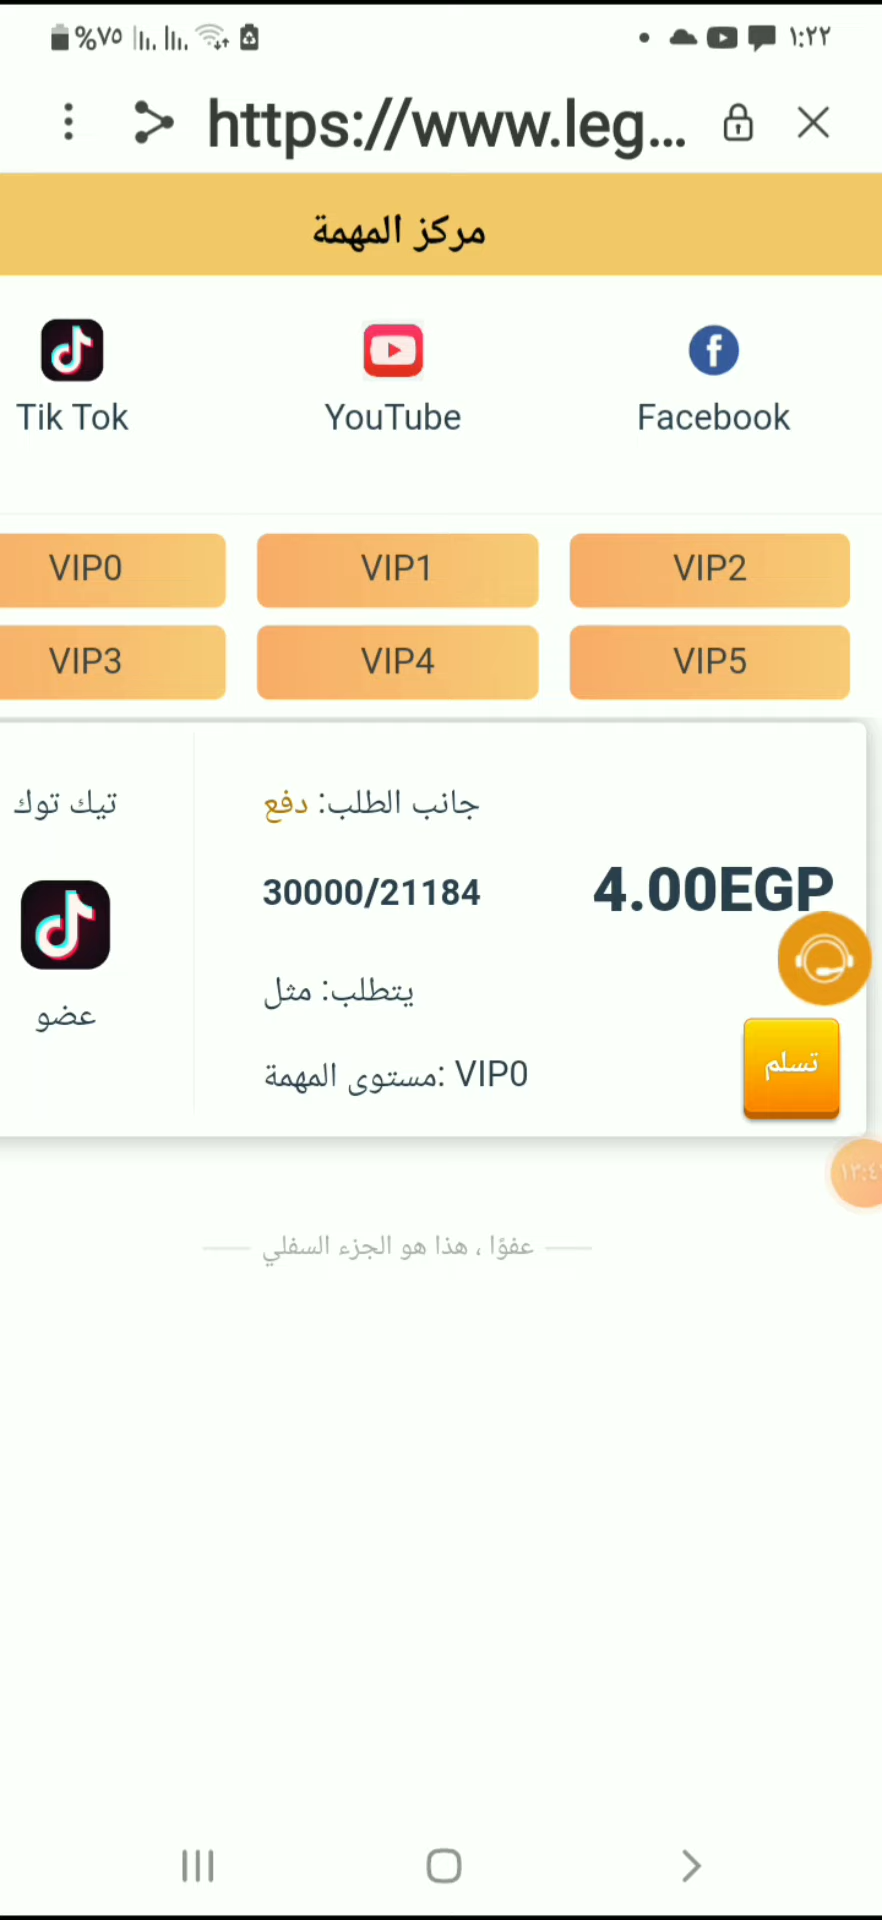 %٧٥ ١:٢٢
https://www.leg...
مركز المهمة
Tik Tok YouTube Facebook
VIP0 VIP1 VIP2
VIP3 VIP4 VIP5
تيك توك
جانب الطلب: دفع
30000/21184 4.00EGP
يتطلب: مثل
عضو
مستوى المهمة: VIP0
تسلم
عفوًا ، هذا هو الجزء السفلي